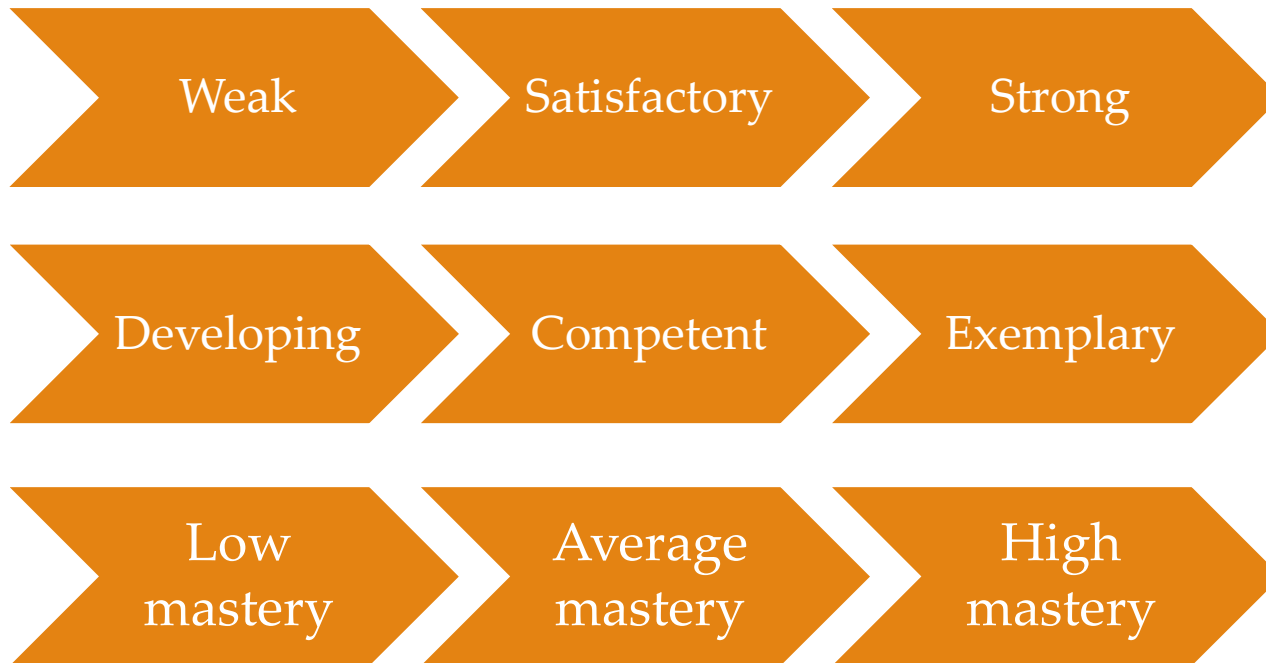 Weak
Satisfactory
Strong
Developing
Competent
Exemplary
Low
mastery
Average
mastery
High
mastery